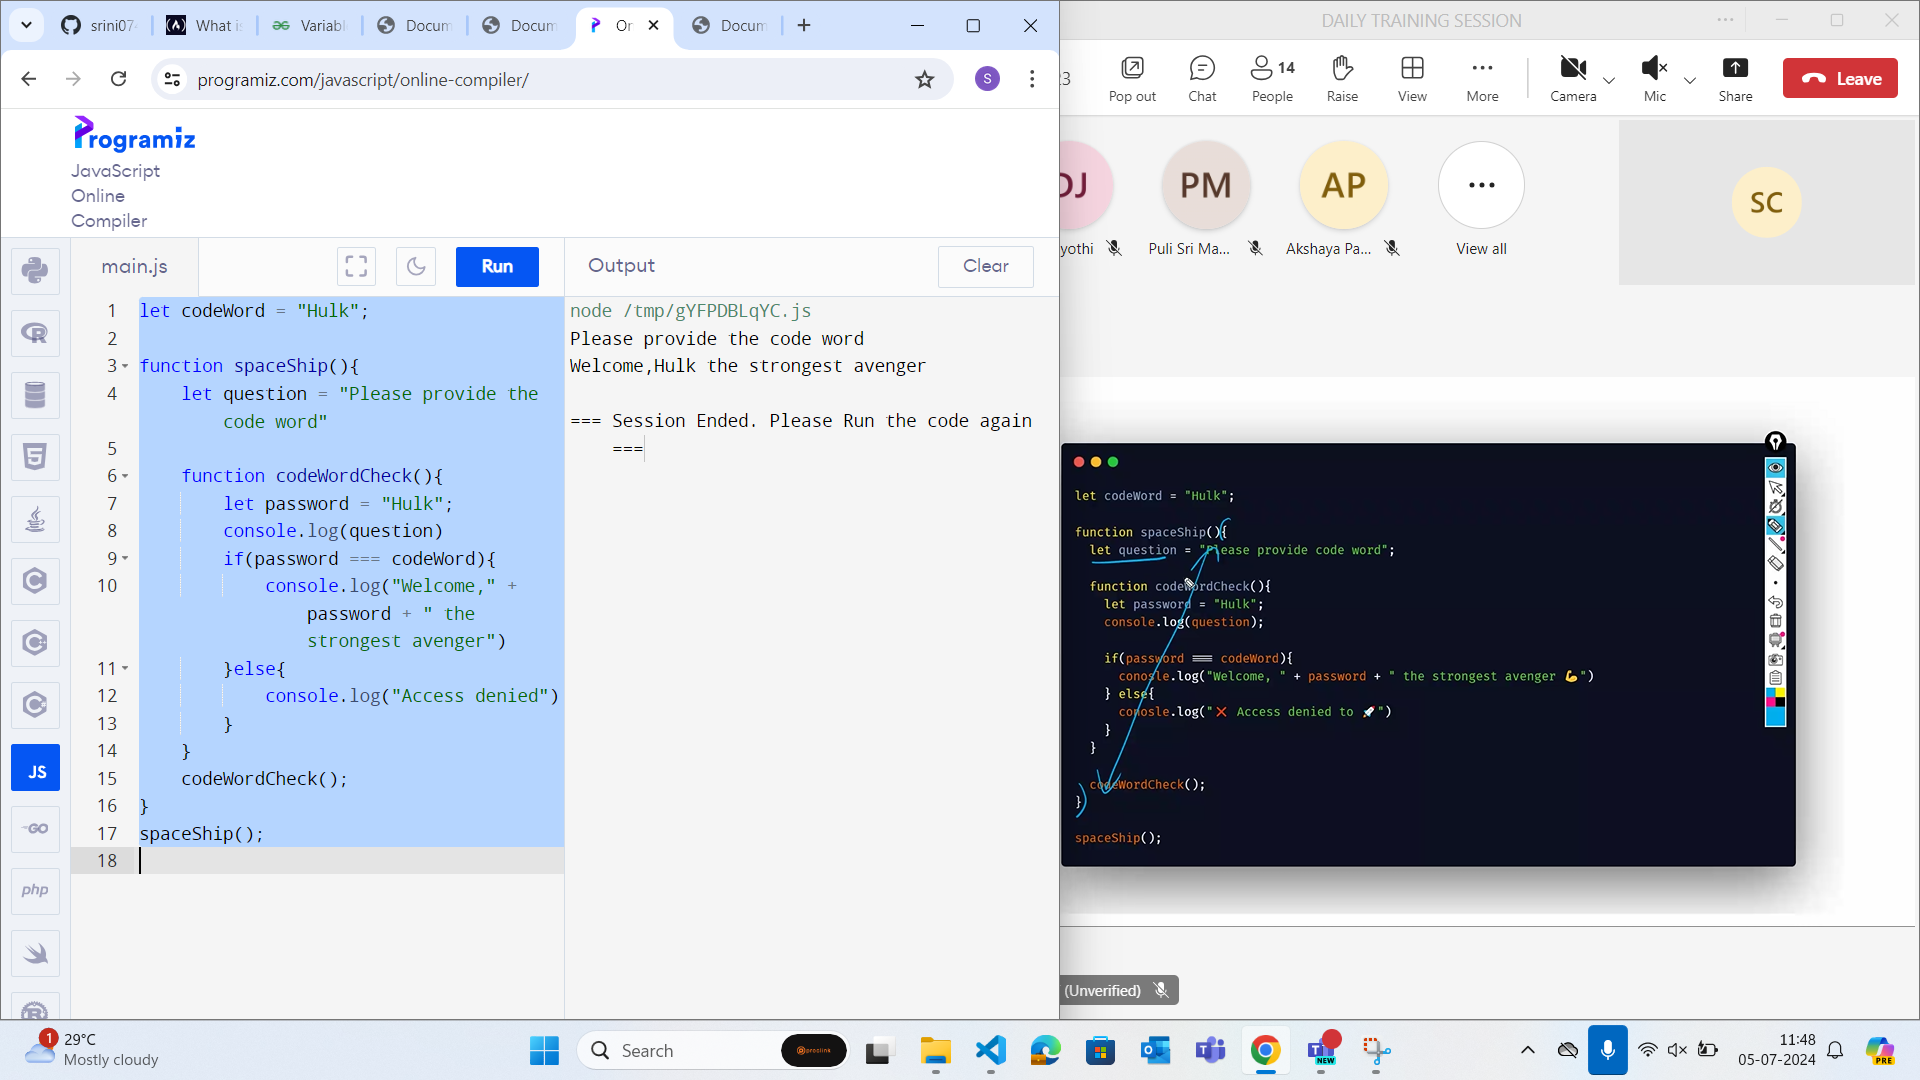 srini074
What is
Variabl
Docum
Docum
Or
Docum
programiz.com/javascript/online-compiler/
S
Programiz
JavaScript
Online
Compiler
main.js
Run
Output
Clear
1 let codeWord = "Hulk";
2
3 function spaceShip(){
4 let question = "Please provide the
code word"
5
6 function codeWordCheck(){
7 let password = "Hulk";
8 console.log(question)
9 if(password === codeWord){
10 console.log("Welcome," +
password + " the
strongest avenger")
11 }else{
12 console.log("Access denied")
13 }
14 }
15 codeWordCheck();
16 }
17 spaceShip();
18
JS
GO
php
node /tmp/gYFPDBLqYC.js
Please provide the code word
Welcome,Hulk the strongest avenger
=== Session Ended. Please Run the code again
===
DAILY TRAINING SESSION
23
Pop out
Chat
14
People
Raise
View
More
Camera
Mic
Share
Leave
DJ
PM
AP
SC
yothi
Puli Sri Ma...
Akshaya Pa...
View all
let codeWord = "Hulk";
function spaceShip(){
let question = "Please provide code word";
function codeWordCheck(){
let password = "Hulk";
console.log(question);
if(password === codeWord){
conosle.log("Welcome, " + password + " the strongest avenger 💪")
} else{
conosle.log("❌ Access denied to 🚀")
}
}
codeWordCheck();
}
spaceShip();
(Unverified)
1
29°C
Mostly cloudy
Search
NEW
11:48
05-07-2024
PRE